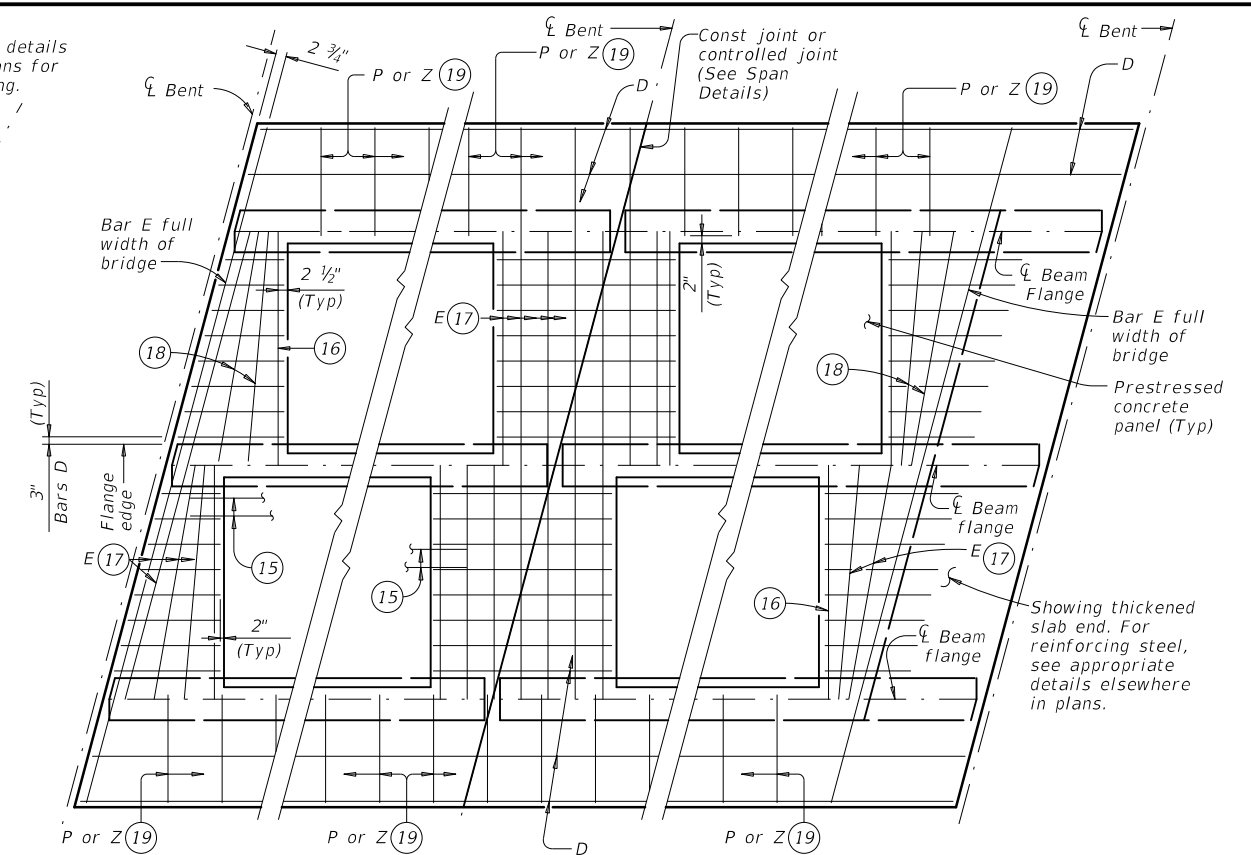 details
ns for
ng.
2 ¾"
℄ Bent
P or Z 19
℄ Bent
P or Z 19
D
Const joint or
controlled joint
(See Span
Details)
℄ Bent
D
P or Z 19
Bar E full
width of
bridge
2 ½"
(Typ)
2"
(Typ)
℄ Beam
Flange
E 17
16
18
18
Bar E full
width of
bridge
Prestressed
concrete
panel (Typ)
(Typ)
3"
Bars D
Flange
edge
℄ Beam
flange
E 17
15
15
E 17
16
2"
(Typ)
Showing thickened
slab end. For
reinforcing steel,
see appropriate
details elsewhere
in plans.
℄ Beam
flange
P or Z 19
P or Z 19
D
P or Z 19